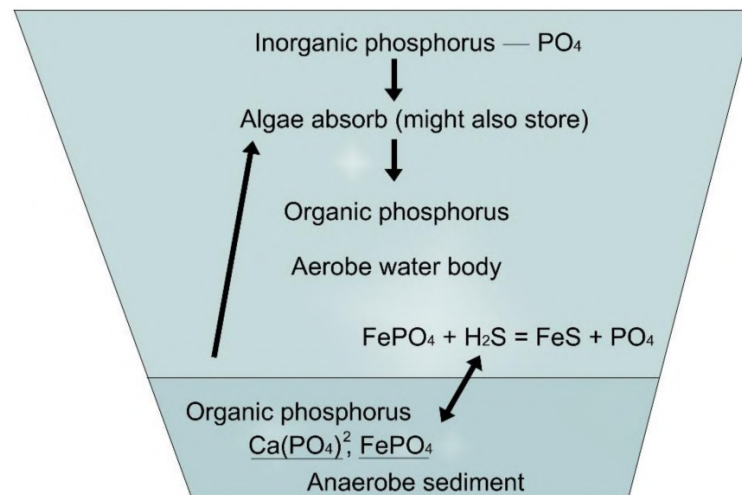 Inorganic phosphorus — PO₄
Algae absorb (might also store)
Organic phosphorus
Aerobe water body
FePO₄ + H₂S = FeS + PO₄
Organic phosphorus
Ca(PO₄)², FePO₄
Anaerobe sediment